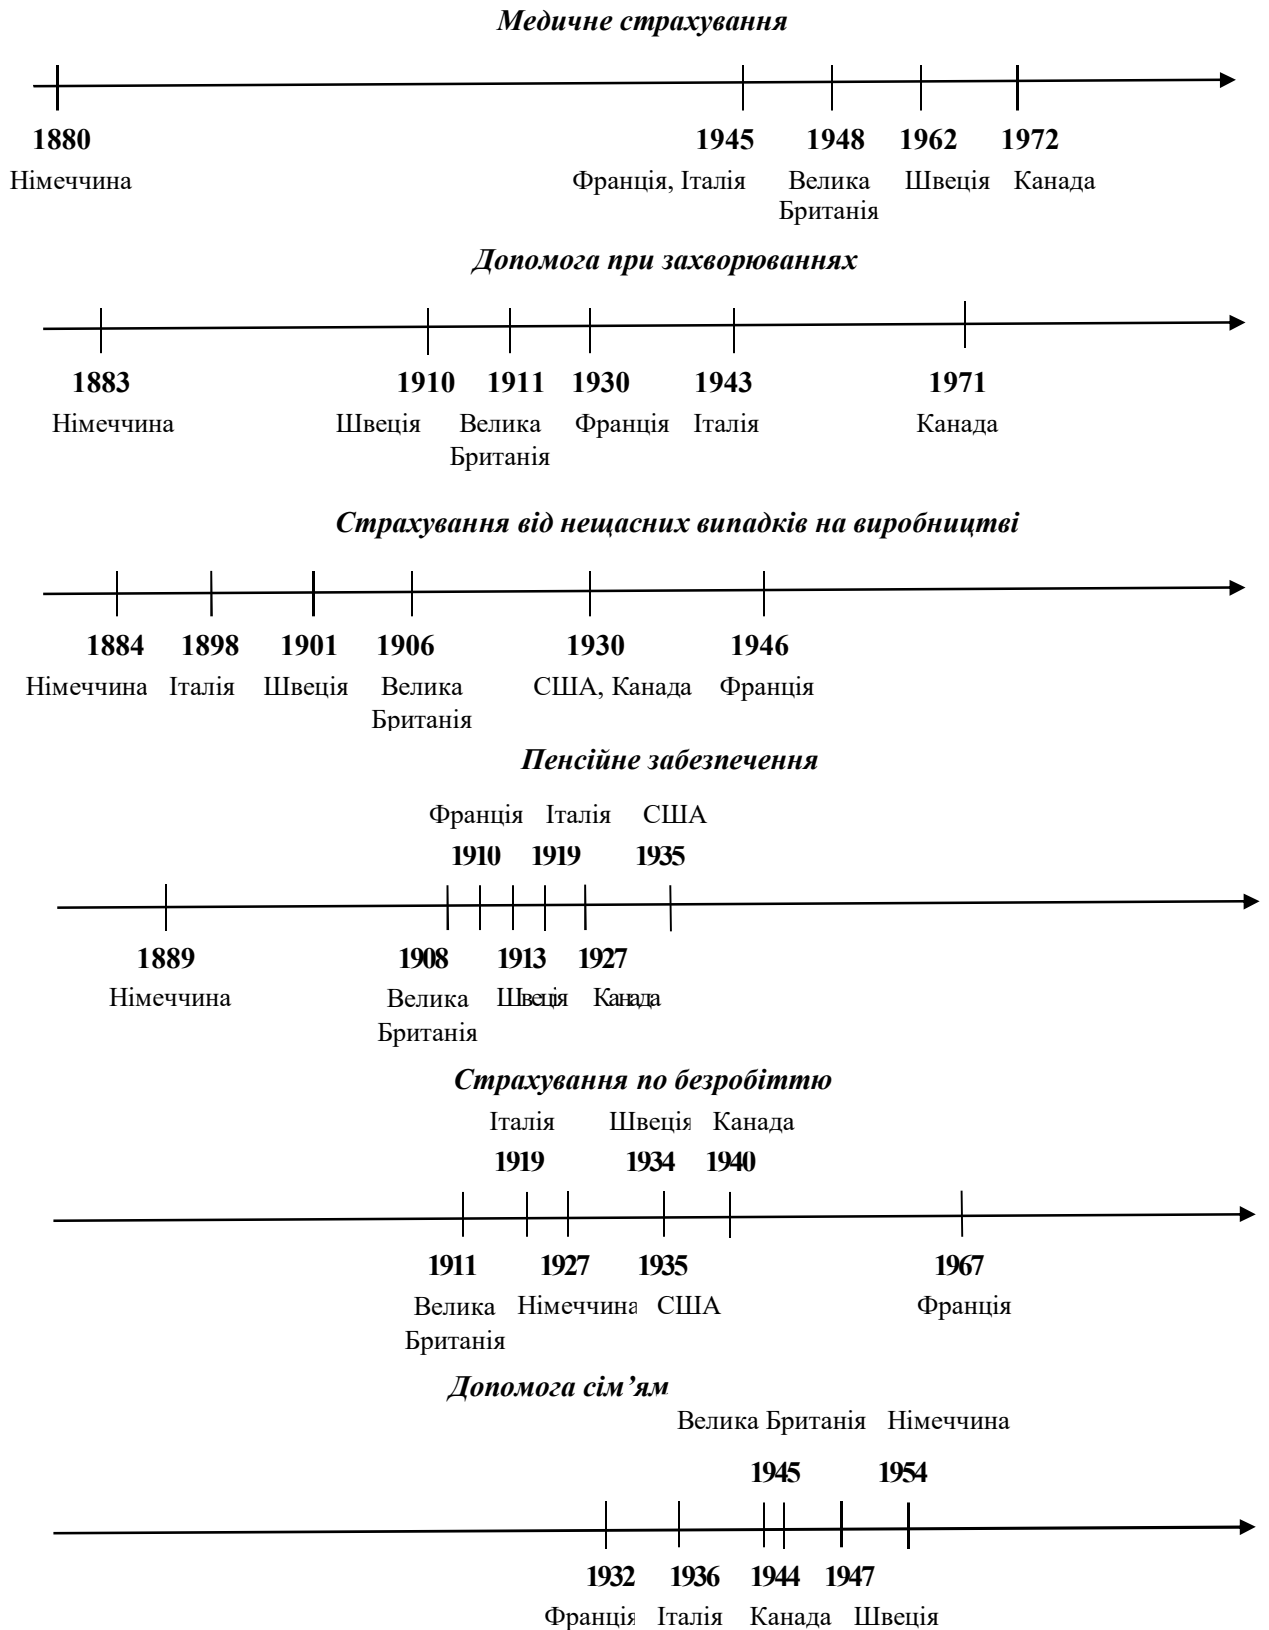 Медичне страхування
1880 1945 1948 1962 1972
Німеччина Франція, Італія Велика Швеція Канада
Британія
Допомога при захворюваннях
1883 1910 1911 1930 1943 1971
Німеччина Швеція Велика Франція Італія Канада
Британія
Страхування від нещасних випадків на виробництві
1884 1898 1901 1906 1930 1946
Німеччина Італія Швеція Велика США, Канада Франція
Британія
Пенсійне забезпечення
Франція Італія США
1910 1919 1935
1889 1908 1913 1927
Німеччина Велика Швеція Канада
Британія
Страхування по безробіттю
Італія Швеція Канада
1919 1934 1940
1911 1927 1935 1967
Велика Німеччина США Франція
Британія
Допомога сім’ям
Велика Британія Німеччина
1945 1954
1932 1936 1944 1947
Франція Італія Канада Швеція